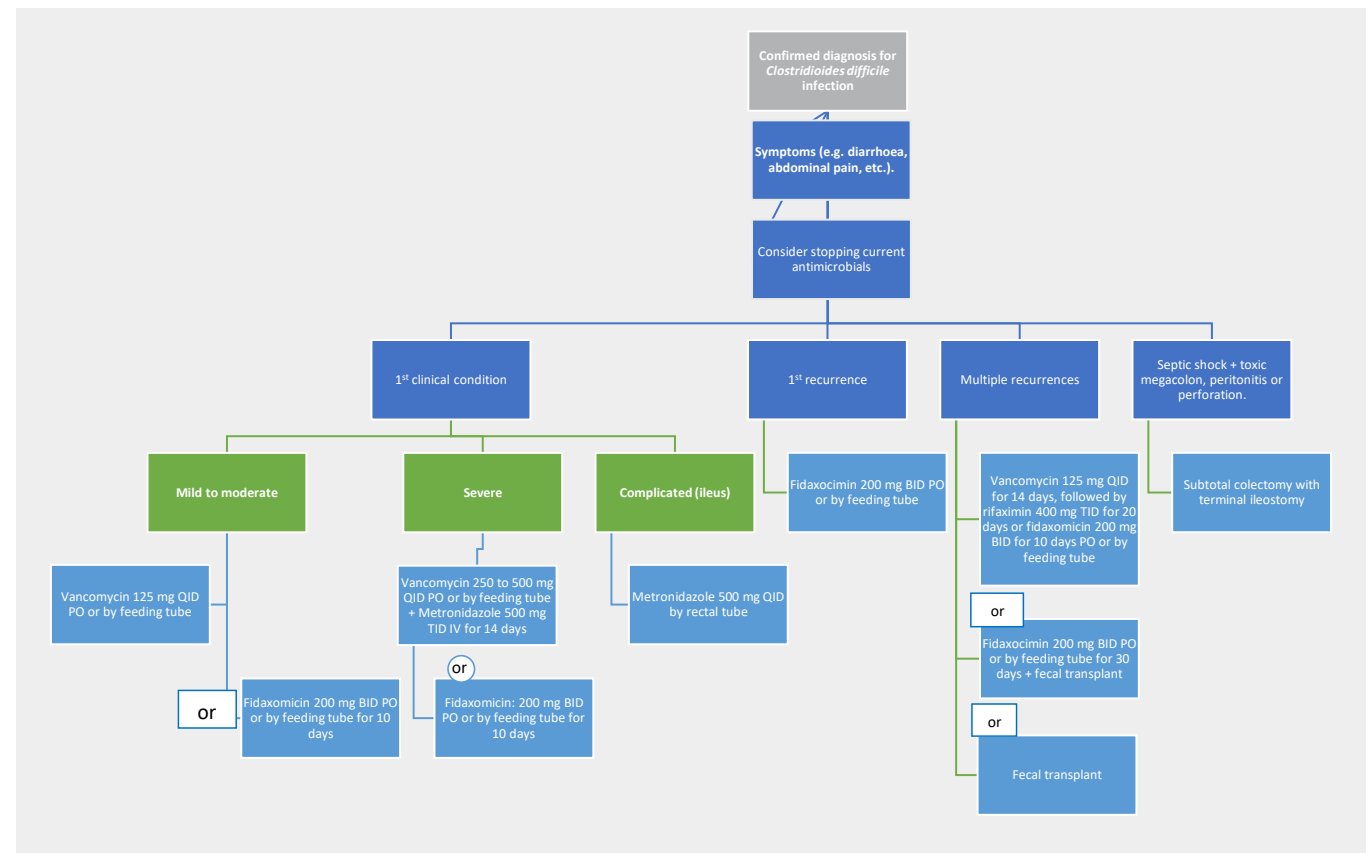 Confirmed diagnosis for
Clostridioides difficile
infection
Symptoms (e.g. diarrhoea,
abdominal pain, etc.).
Consider stopping current
antimicrobials
1st clinical condition
1st recurrence
Multiple recurrences
Septic shock + toxic
megacolon, peritonitis or
perforation.
Mild to moderate
Severe
Complicated (ileus)
Fidaxocimin 200 mg BID PO
or by feeding tube
Vancomycin 125 mg QID
for 14 days, followed by
rifaximin 400 mg TID for 20
days or fidaxomicin 200 mg
BID for 10 days PO or by
feeding tube
Subtotal colectomy with
terminal ileostomy
Vancomycin 125 mg QID
PO or by feeding tube
Vancomycin 250 to 500 mg
QID PO or by feeding tube
+ Metronidazole 500 mg
TID IV for 14 days
Metronidazole 500 mg QID
by rectal tube
or
Fidaxocimin 200 mg BID PO
or by feeding tube for 30
days + fecal transplant
or
Fidaxomicin 200 mg BID PO
or by feeding tube for 10
days
or
Fidaxomicin: 200 mg BID
PO or by feeding tube for
10 days
or
Fecal transplant